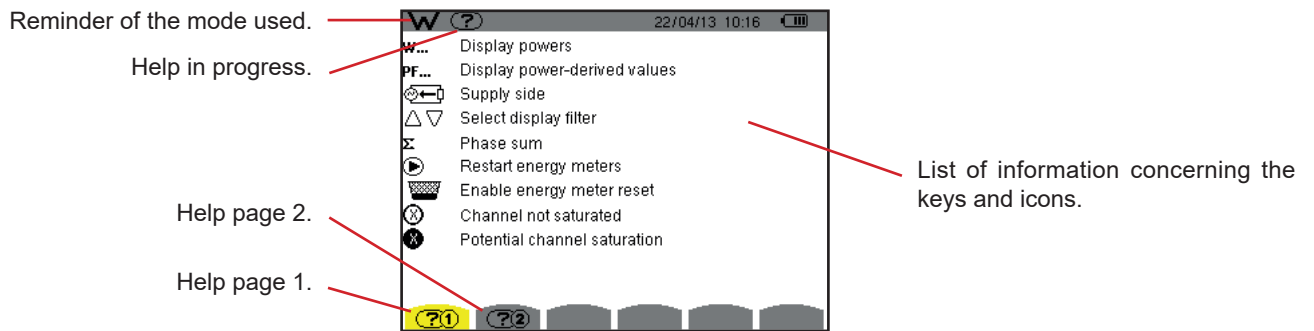 Reminder of the mode used.
Help in progress.
Help page 2.
Help page 1.
W ? 22/04/13 10:16
W... Display powers
PF... Display power-derived values
Supply side
Select display filter
Σ Phase sum
Restart energy meters
Enable energy meter reset
X Channel not saturated
X Potential channel saturation
?1 ?2
List of information concerning the
keys and icons.